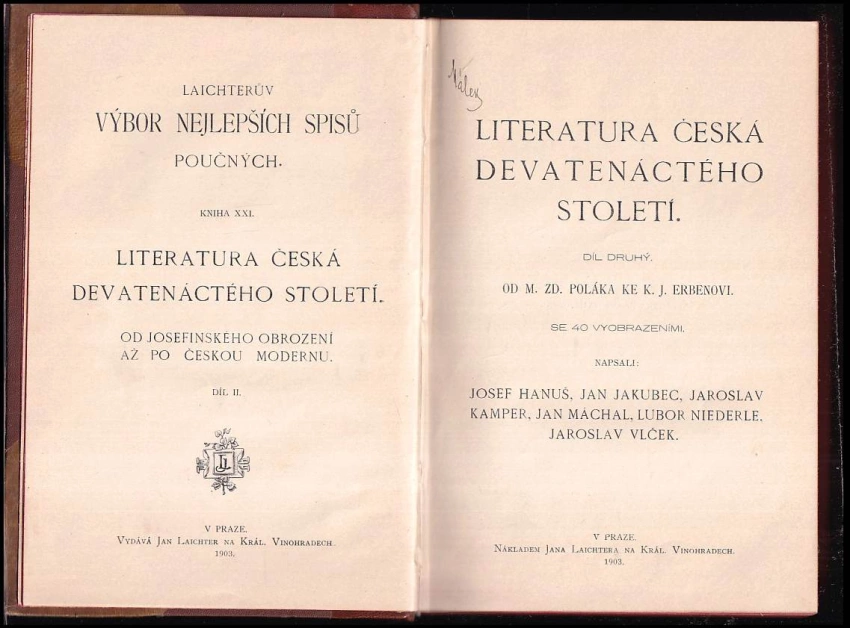 LAICHTERŮV
VÝBOR NEJLEPŠÍCH SPISŮ
POUČNÝCH.
KNIHA XXI.
LITERATURA ČESKÁ
DEVATENÁCTÉHO STOLETÍ.
OD JOSEFINSKÉHO OBROZENÍ
AŽ PO ČESKOU MODERNU.
DÍL II.
JL
V PRAZE.
VYDÁVÁ JAN LAICHTER NA KRÁL. VINOHRADECH.
1903.
LITERATURA ČESKÁ
DEVATENÁCTÉHO
STOLETÍ.
DÍL DRUHÝ.
OD M. ZD. POLÁKA KE K. J. ERBENOVI.
SE 40 VYOBRAZENÍMI.
NAPSALI:
JOSEF HANUŠ, JAN JAKUBEC, JAROSLAV
KAMPER, JAN MÁCHAL, LUBOR NIEDERLE,
JAROSLAV VLČEK.
V PRAZE.
NÁKLADEM JANA LAICHTERA NA KRÁL. VINOHRADECH.
1903.